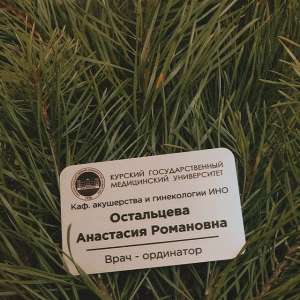 КУРСКИЙ ГОСУДАРСТВЕННЫЙ
МЕДИЦИНСКИЙ УНИВЕРСИТЕТ
Каф. акушерства и гинекологии ИНО
Остальцева
Анастасия Романовна
Врач - ординатор